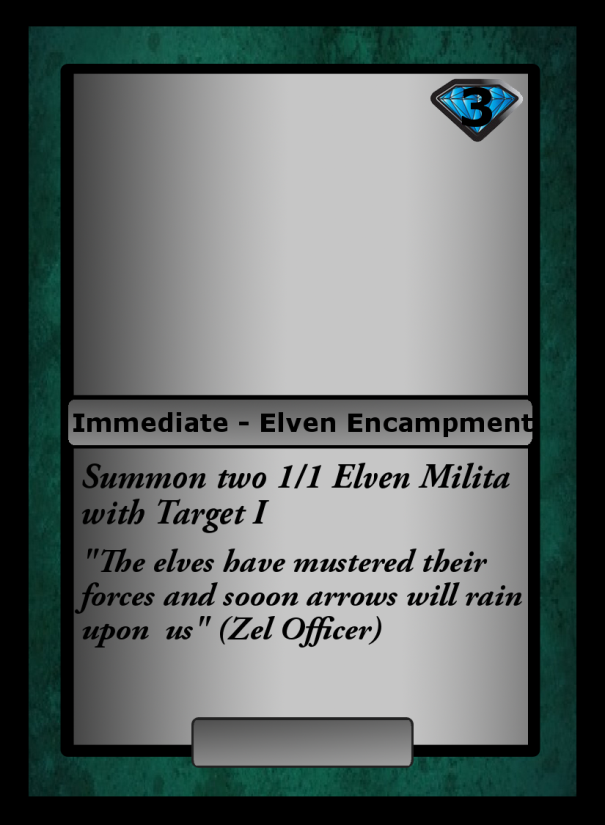 3
Immediate - Elven Encampment
Summon two 1/1 Elven Milita
with Target I
"The elves have mustered their
forces and sooon arrows will rain
upon  us" (Zel Officer)